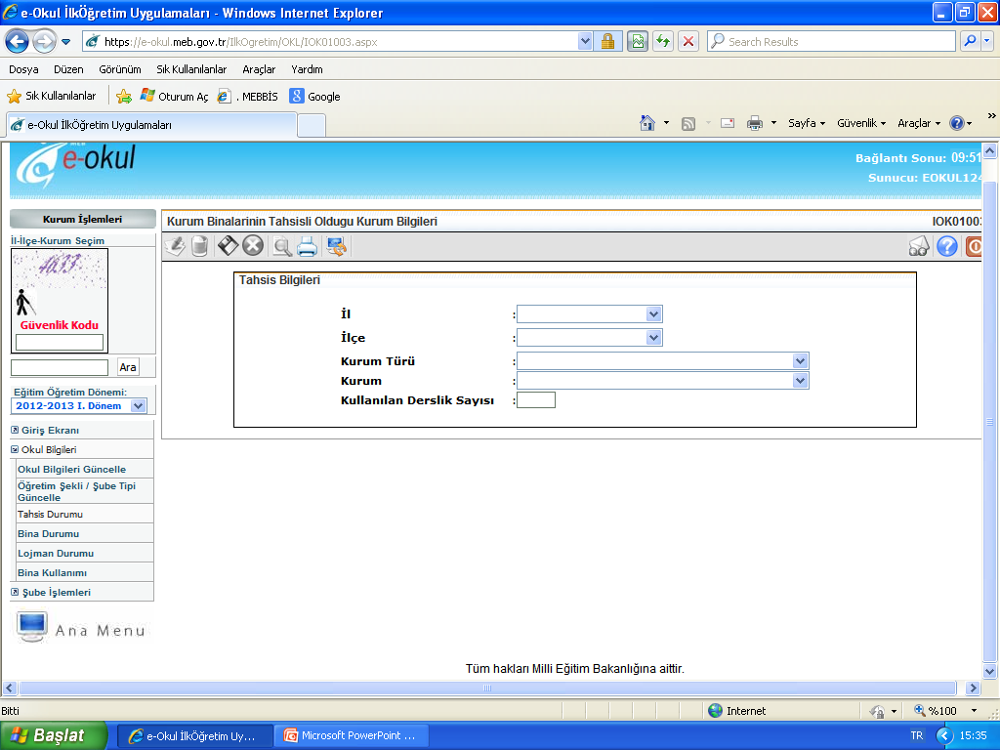 e-Okul İlkÖğretim Uygulamaları - Windows Internet Explorer
https://e-okul.meb.gov.tr/IlkOgretim/OKL/IOK01003.aspx
Search Results
Dosya Düzen Görünüm Sık Kullanılanlar Araçlar Yardım
Sık Kullanılanlar Oturum Aç . MEBBİS Google
e-Okul İlkÖğretim Uygulamaları
Sayfa Güvenlik Araçlar »
e-okul
Bağlantı Sonu: 09:51
Sunucu: EOKUL124
Kurum İşlemleri
Kurum Binalarinin Tahsisli Oldugu Kurum Bilgileri
IOK01003
İl-İlçe-Kurum Seçim
Güvenlik Kodu
Ara
Eğitim Öğretim Dönemi:
2012-2013 I. Dönem
Giriş Ekranı
Okul Bilgileri
Okul Bilgileri Güncelle
Öğretim Şekli / Şube Tipi
Güncelle
Tahsis Durumu
Bina Durumu
Lojman Durumu
Bina Kullanımı
Şube İşlemleri
Ana Menu
Tahsis Bilgileri
İl :
İlçe :
Kurum Türü :
Kurum :
Kullanılan Derslik Sayısı :
Tüm hakları Milli Eğitim Bakanlığına aittir.
Bitti
Internet
%100
Başlat
e-Okul İlkÖğretim Uy...
Microsoft PowerPoint ...
TR
15:35